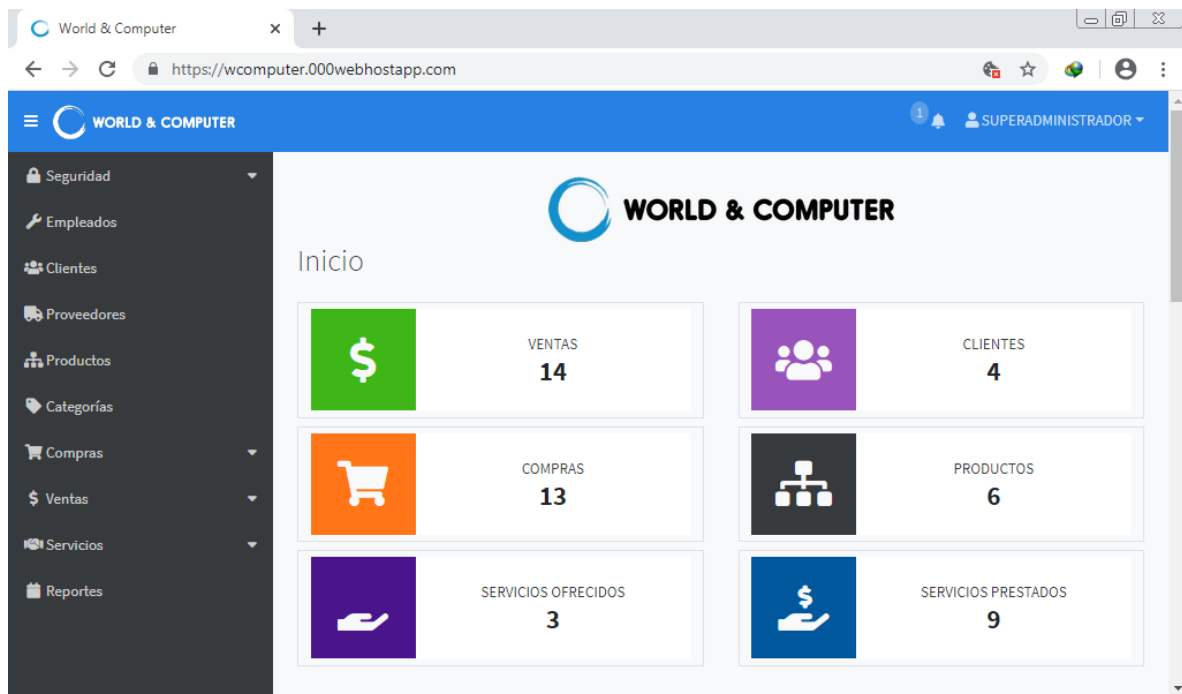 World & Computer
https://wcomputer.000webhostapp.com
WORLD & COMPUTER
1
SUPERADMINISTRADOR
Seguridad
Empleados
Clientes
Proveedores
Productos
Categorías
Compras
$ Ventas
Servicios
Reportes
WORLD & COMPUTER
Inicio
$
VENTAS
14
CLIENTES
4
COMPRAS
13
PRODUCTOS
6
SERVICIOS OFRECIDOS
3
$
SERVICIOS PRESTADOS
9